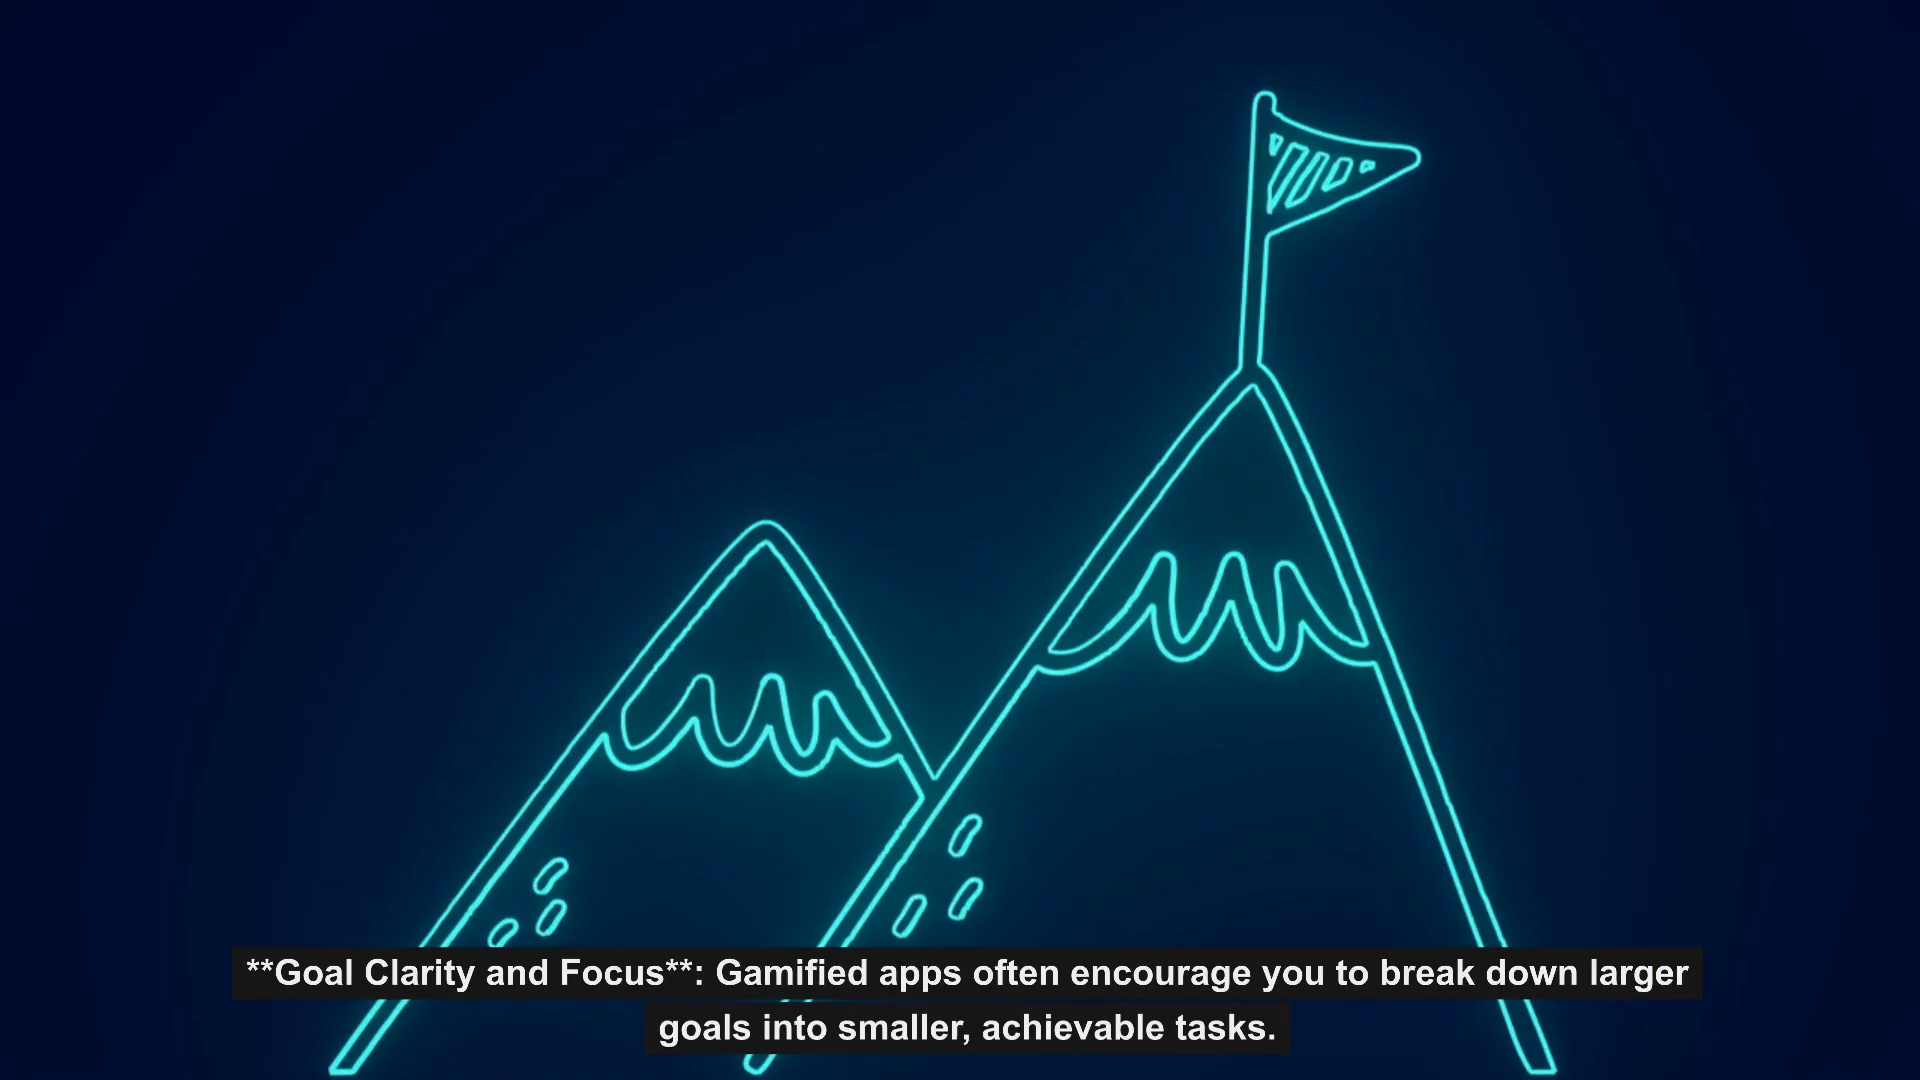 **Goal Clarity and Focus**: Gamified apps often encourage you to break down larger
goals into smaller, achievable tasks.